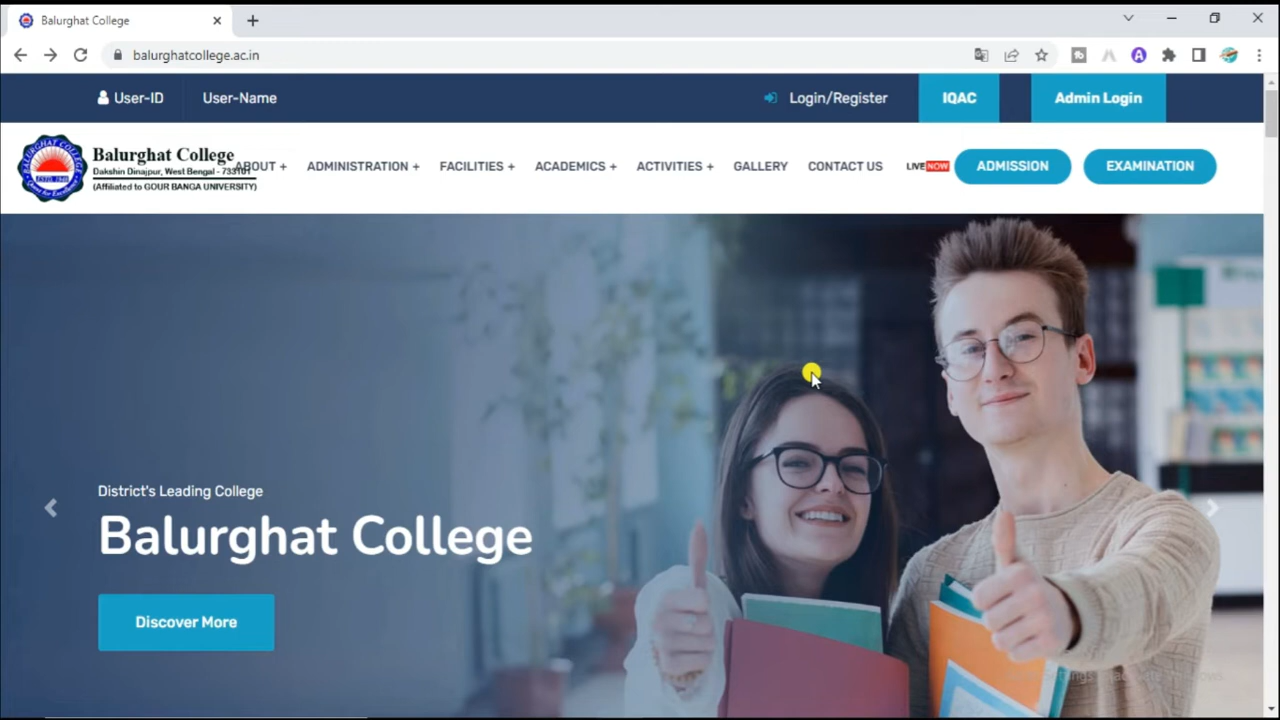 Balurghat College
balurghatcollege.ac.in
User-ID User-Name Login/Register IQAC Admin Login
Balurghat College
Dakshin Dinajpur, West Bengal - 733101
(Affiliated to GOUR BANGA UNIVERSITY)
ABOUT + ADMINISTRATION + FACILITIES + ACADEMICS + ACTIVITIES + GALLERY CONTACT US LIVE NOW ADMISSION EXAMINATION
District's Leading College
Balurghat College
Discover More